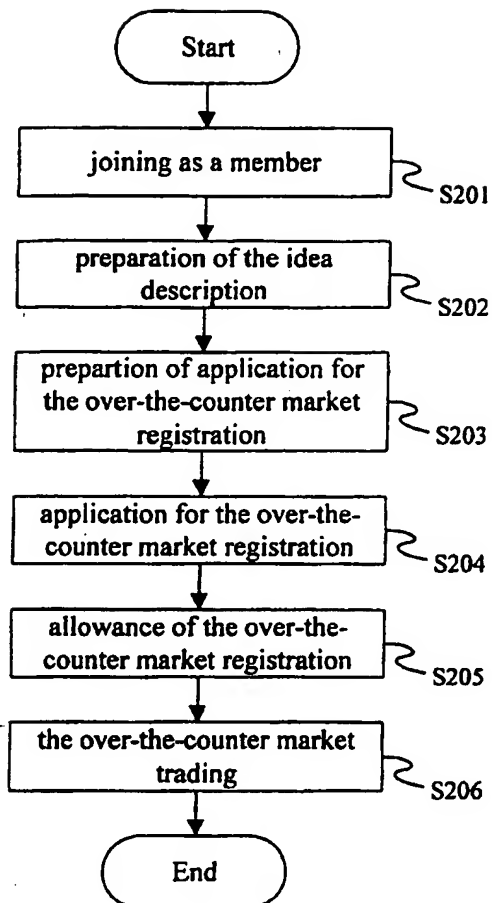 Start
joining as a member
S201
preparation of the idea
description
S202
prepartion of application for
the over-the-counter market
registration
S203
application for the over-the-
counter market registration
S204
allowance of the over-the-
counter market registration
S205
the over-the-counter market
trading
S206
End